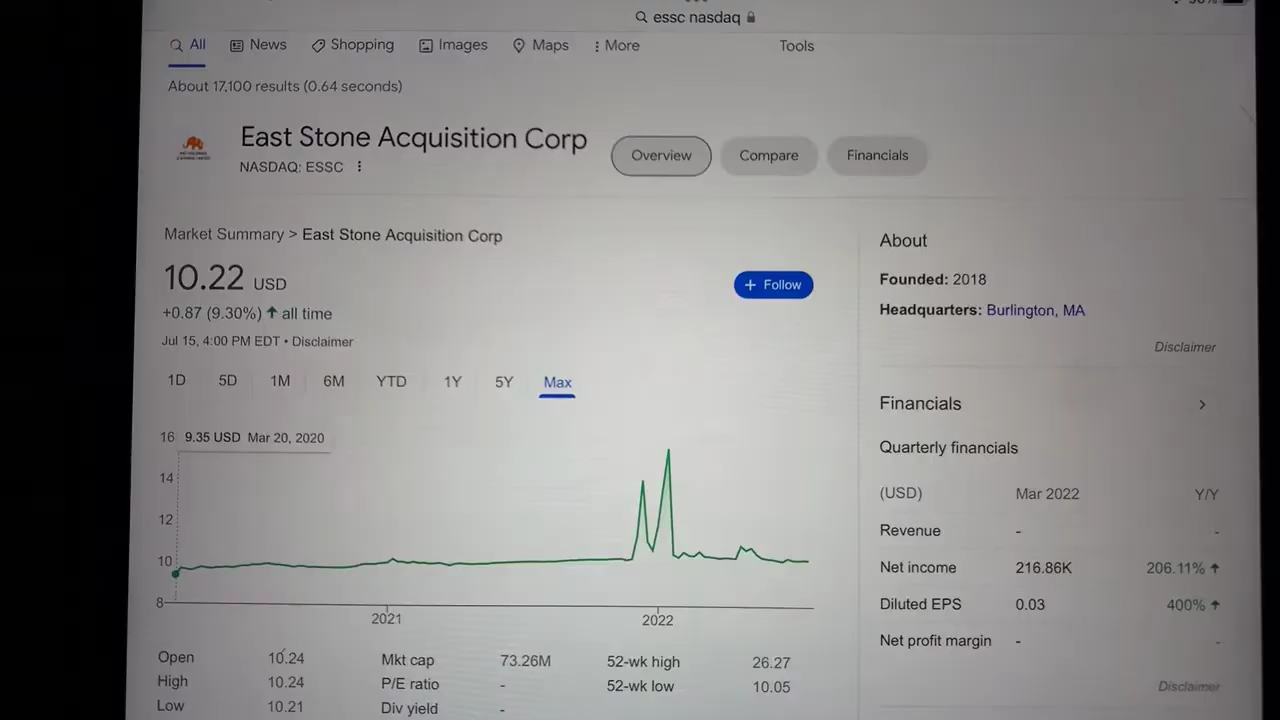 essc nasdaq
All News Shopping Images Maps More Tools
About 17,100 results (0.64 seconds)
East Stone Acquisition Corp
NASDAQ: ESSC
Overview Compare Financials
Market Summary > East Stone Acquisition Corp
10.22 USD
+ Follow
+0.87 (9.30%) ↑ all time
Jul 15, 4:00 PM EDT • Disclaimer
1D 5D 1M 6M YTD 1Y 5Y Max
16 9.35 USD Mar 20, 2020
14
12
10
8
2021 2022
Open 10.24 Mkt cap 73.26M 52-wk high 26.27
High 10.24 P/E ratio - 52-wk low 10.05
Low 10.21 Div yield -
About
Founded: 2018
Headquarters: Burlington, MA
Disclaimer
Financials >
Quarterly financials
(USD) Mar 2022 Y/Y
Revenue - -
Net income 216.86K 206.11% ↑
Diluted EPS 0.03 400% ↑
Net profit margin - -
Disclaimer